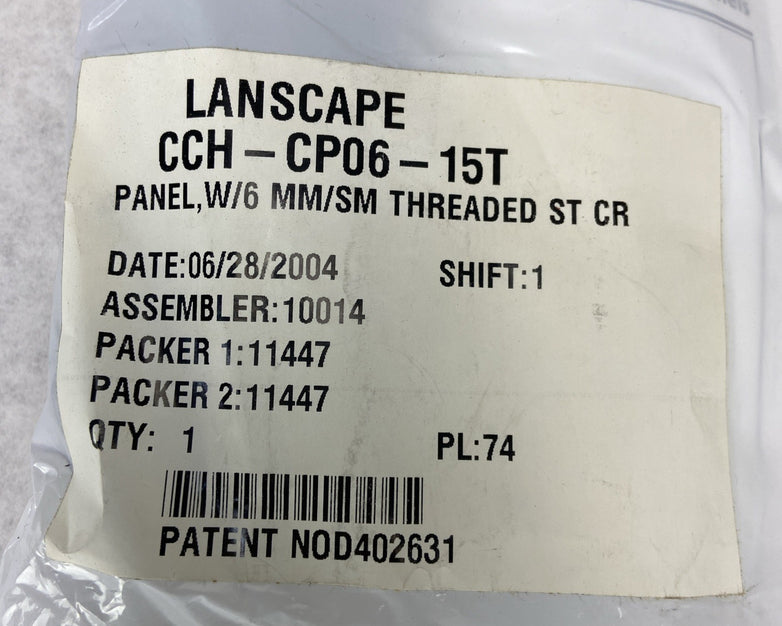 LANSCAPE
CCH-CP06-15T
PANEL,W/6 MM/SM THREADED ST CR
DATE:06/28/2004 SHIFT:1
ASSEMBLER:10014
PACKER 1:11447
PACKER 2:11447
QTY: 1 PL:74
PATENT NOD402631